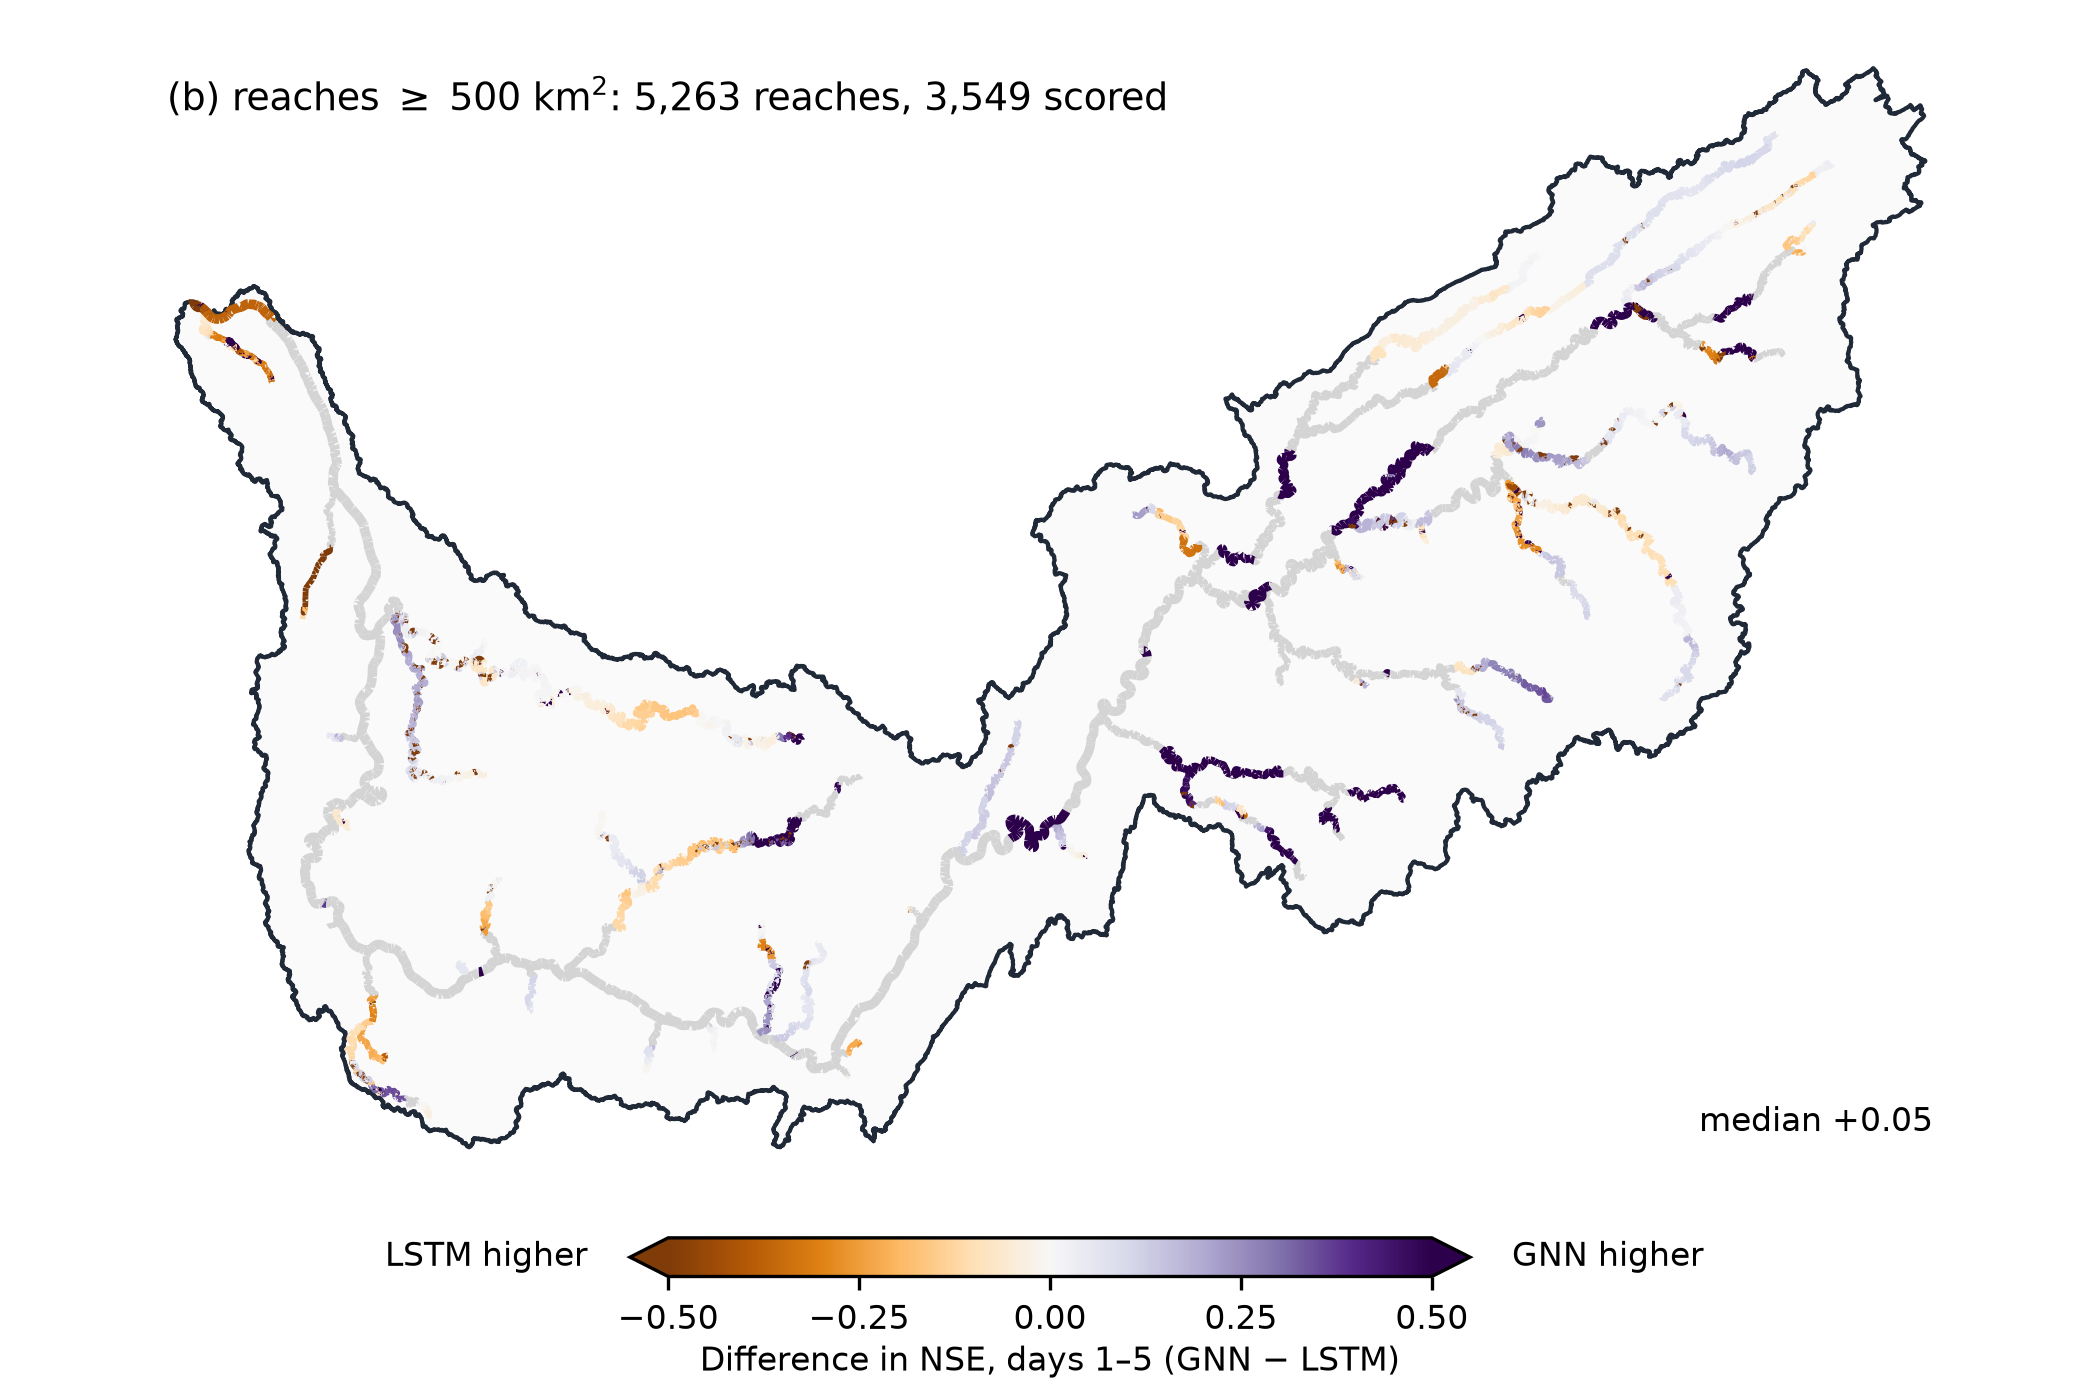 (b) reaches ≥ 500 km²: 5,263 reaches, 3,549 scored
median +0.05
LSTM higher
GNN higher
−0.50 −0.25 0.00 0.25 0.50
Difference in NSE, days 1–5 (GNN − LSTM)